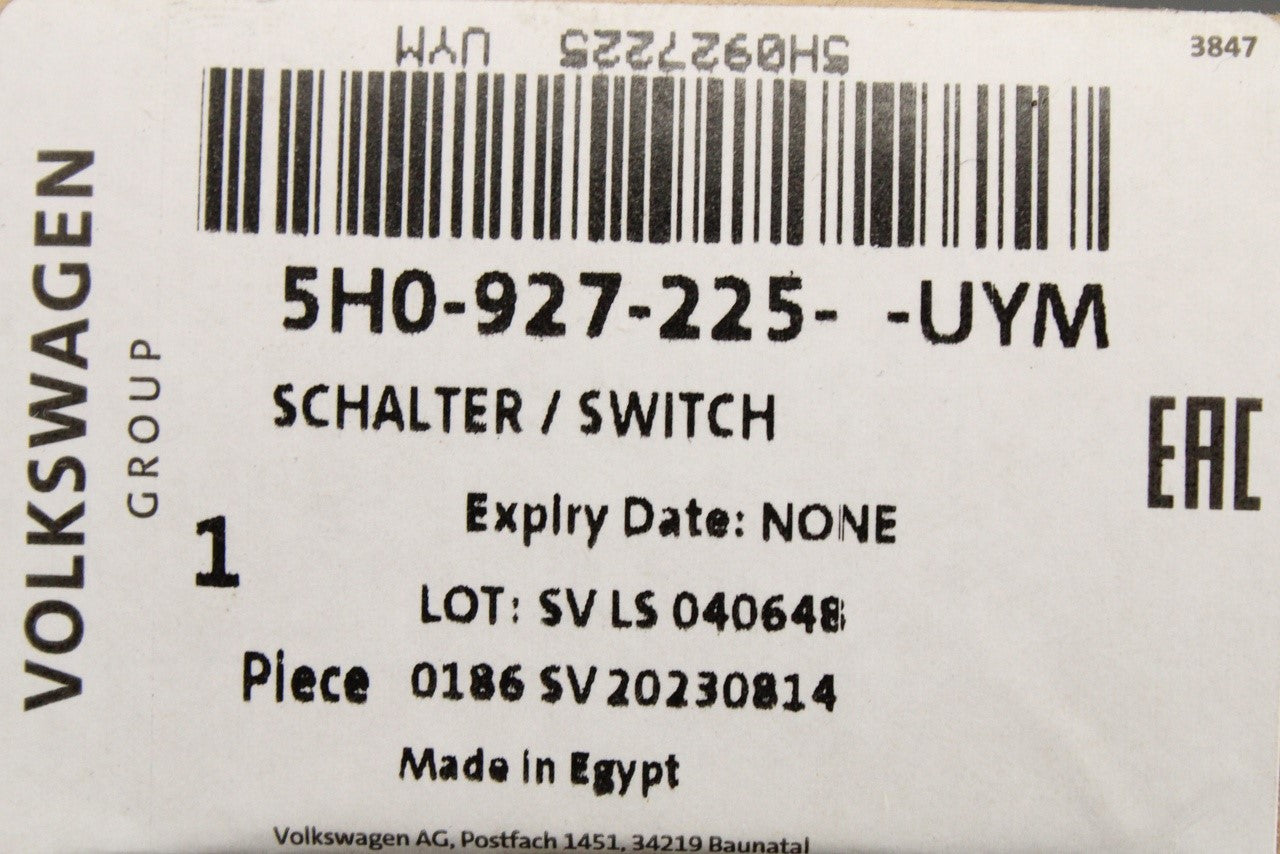 3847
5H0927225 UYM
5H0-927-225- -UYM
SCHALTER / SWITCH
EAC
Expiry Date: NONE
1
LOT: SV LS 040648
Piece 0186 SV 20230814
Made in Egypt
Volkswagen AG, Postfach 1451, 34219 Baunatal
VOLKSWAGEN
GROUP